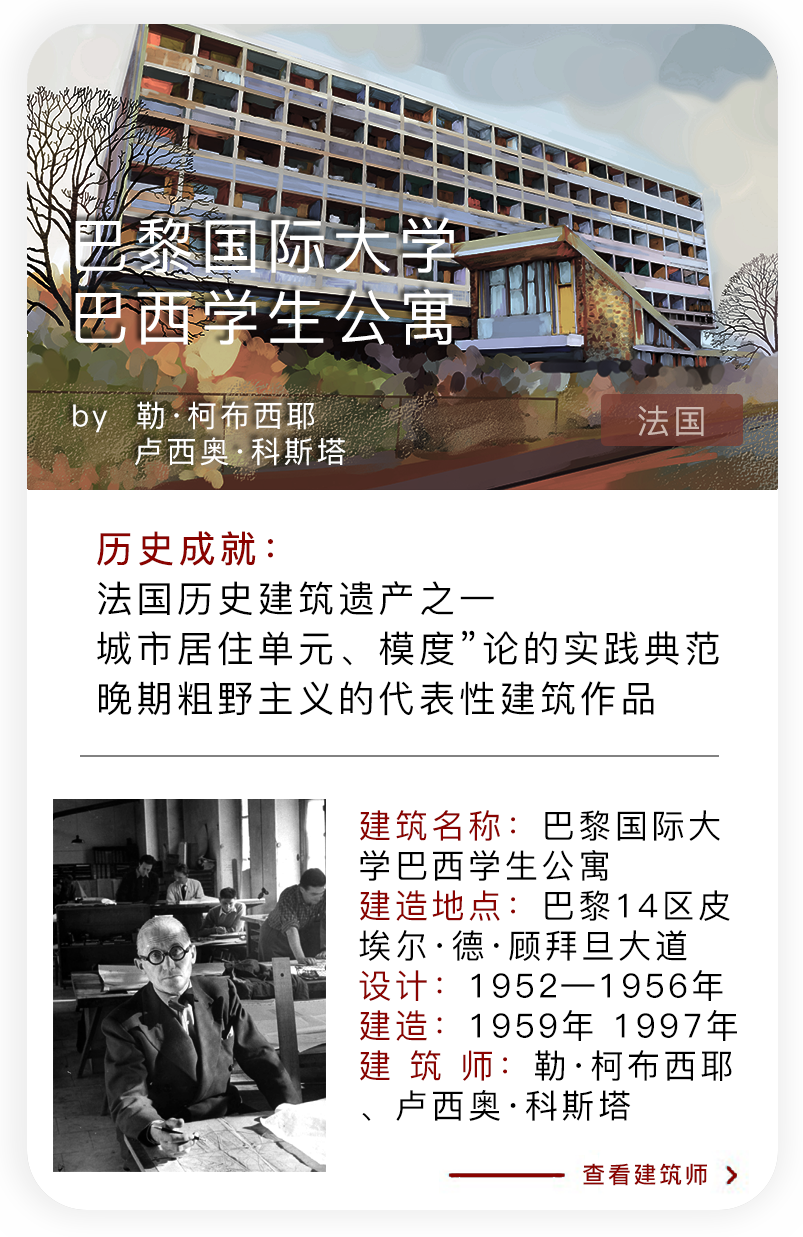 巴黎国际大学
巴西学生公寓
by 勒·柯布西耶
卢西奥·科斯塔
法国
历史成就：
法国历史建筑遗产之一
城市居住单元、模度”论的实践典范
晚期粗野主义的代表性建筑作品
建筑名称：巴黎国际大
学巴西学生公寓
建造地点：巴黎14区皮
埃尔·德·顾拜旦大道
设计：1952—1956年
建造：1959年 1997年
建 筑 师：勒·柯布西耶
、卢西奥·科斯塔
查看建筑师 >